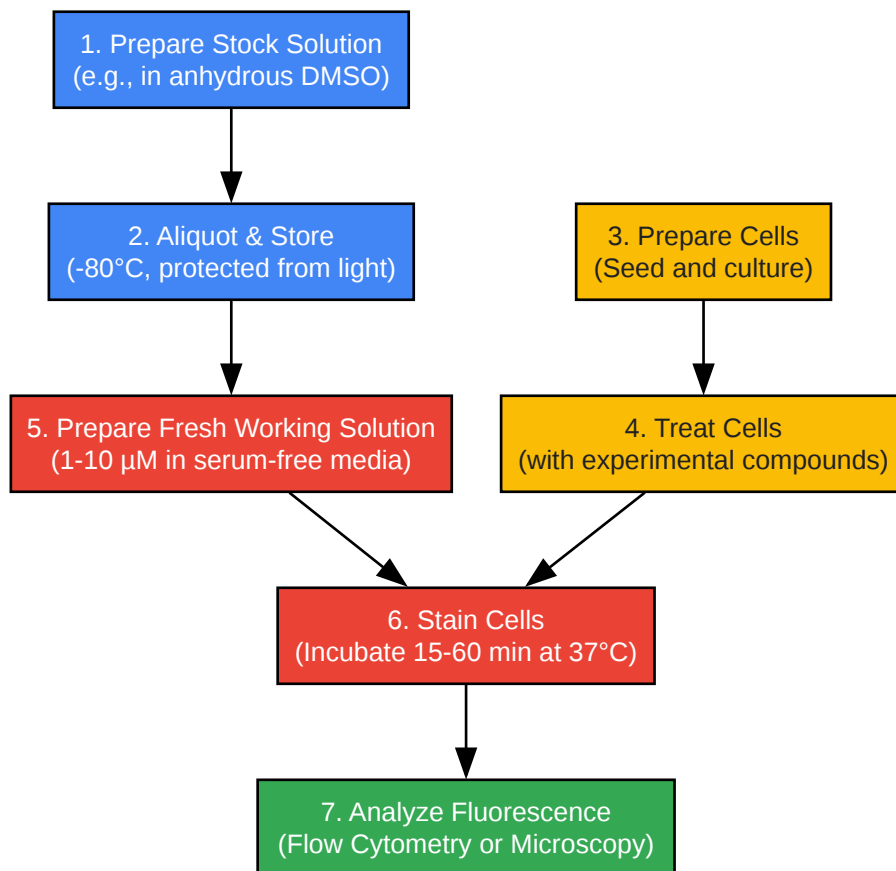 1. Prepare Stock Solution
(e.g., in anhydrous DMSO)
2. Aliquot & Store
(-80°C, protected from light)
3. Prepare Cells
(Seed and culture)
5. Prepare Fresh Working Solution
(1-10 µM in serum-free media)
4. Treat Cells
(with experimental compounds)
6. Stain Cells
(Incubate 15-60 min at 37°C)
7. Analyze Fluorescence
(Flow Cytometry or Microscopy)